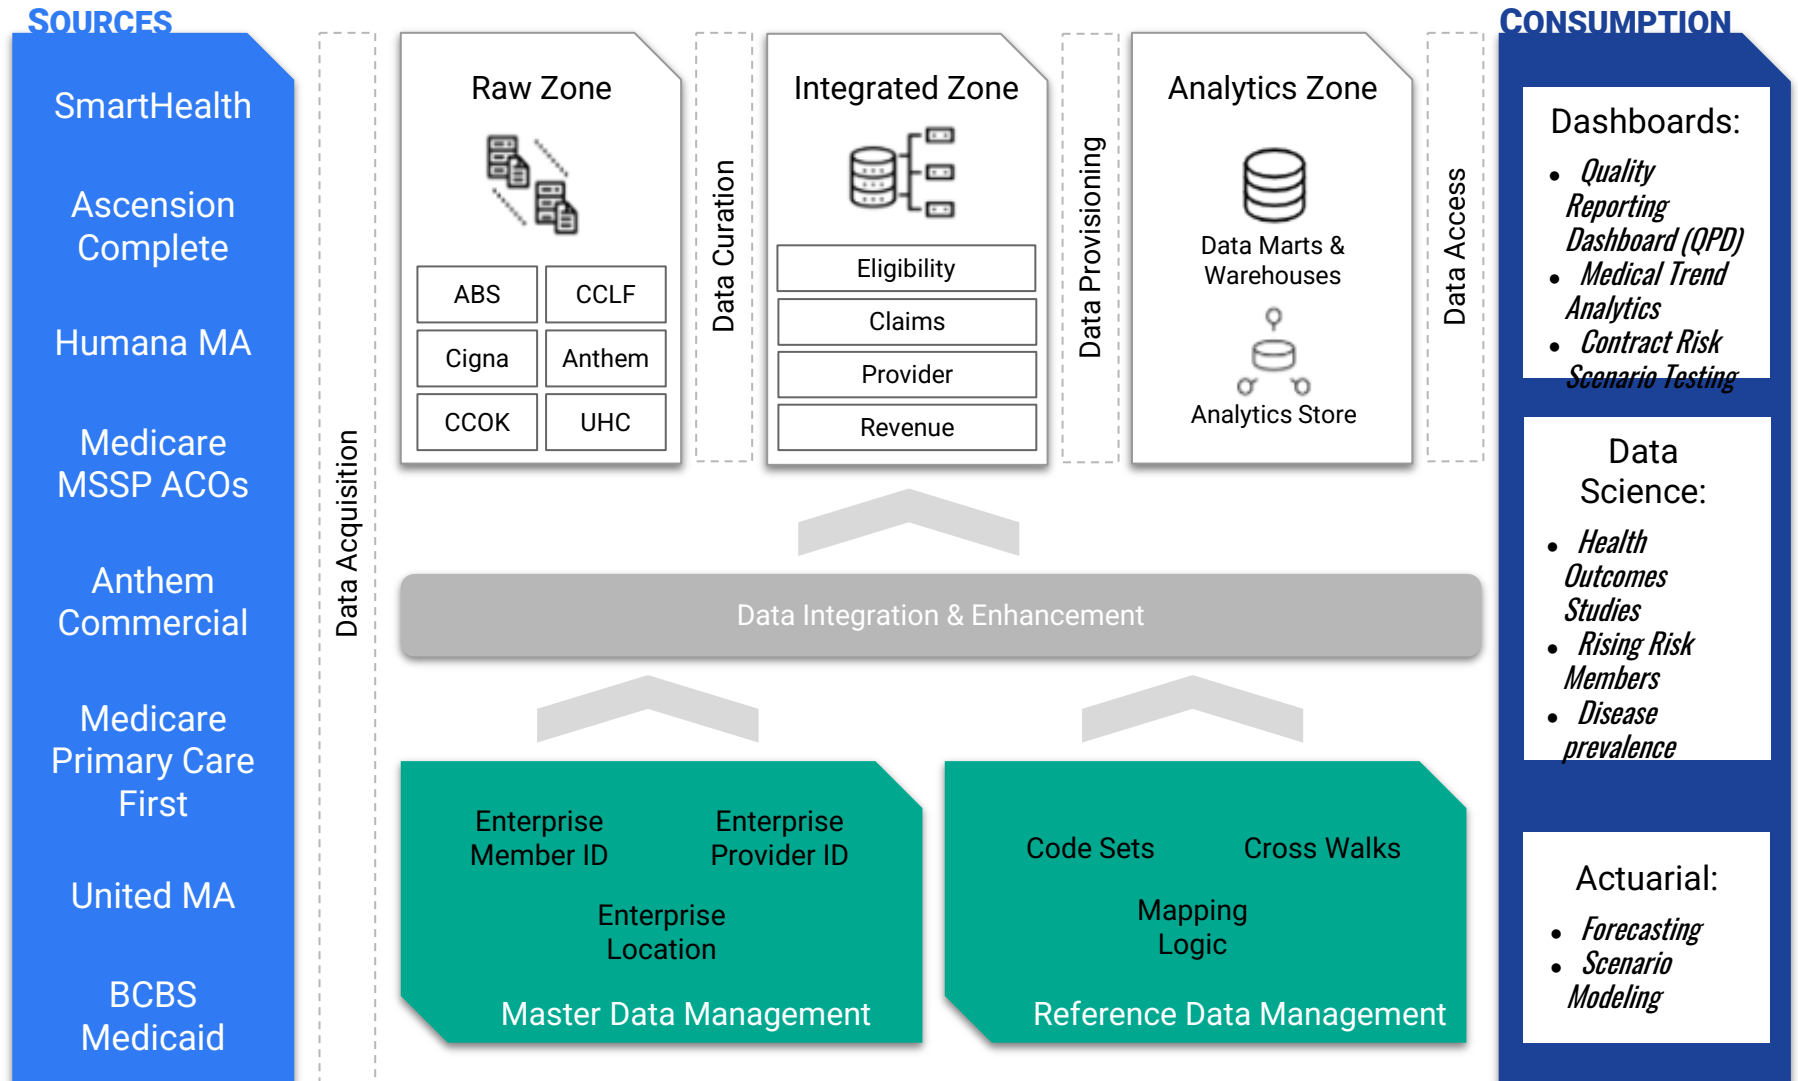 SOURCES
SmartHealth
Ascension
Complete
Humana MA
Medicare
MSSP ACOs
Anthem
Commercial
Medicare
Primary Care
First
United MA
BCBS
Medicaid
Data Acquisition
Raw Zone
ABS
CCLF
Cigna
Anthem
CCOK
UHC
Data Curation
Integrated Zone
Eligibility
Claims
Provider
Revenue
Data Provisioning
Analytics Zone
Data Marts &
Warehouses
Analytics Store
Data Access
Data Integration & Enhancement
Enterprise
Member ID
Enterprise
Provider ID
Enterprise
Location
Master Data Management
Code Sets
Cross Walks
Mapping
Logic
Reference Data Management
CONSUMPTION
Dashboards:
● Quality
Reporting
Dashboard (QPD)
● Medical Trend
Analytics
● Contract Risk
Scenario Testing
Data
Science:
● Health
Outcomes
Studies
● Rising Risk
Members
● Disease
prevalence
Actuarial:
● Forecasting
● Scenario
Modeling